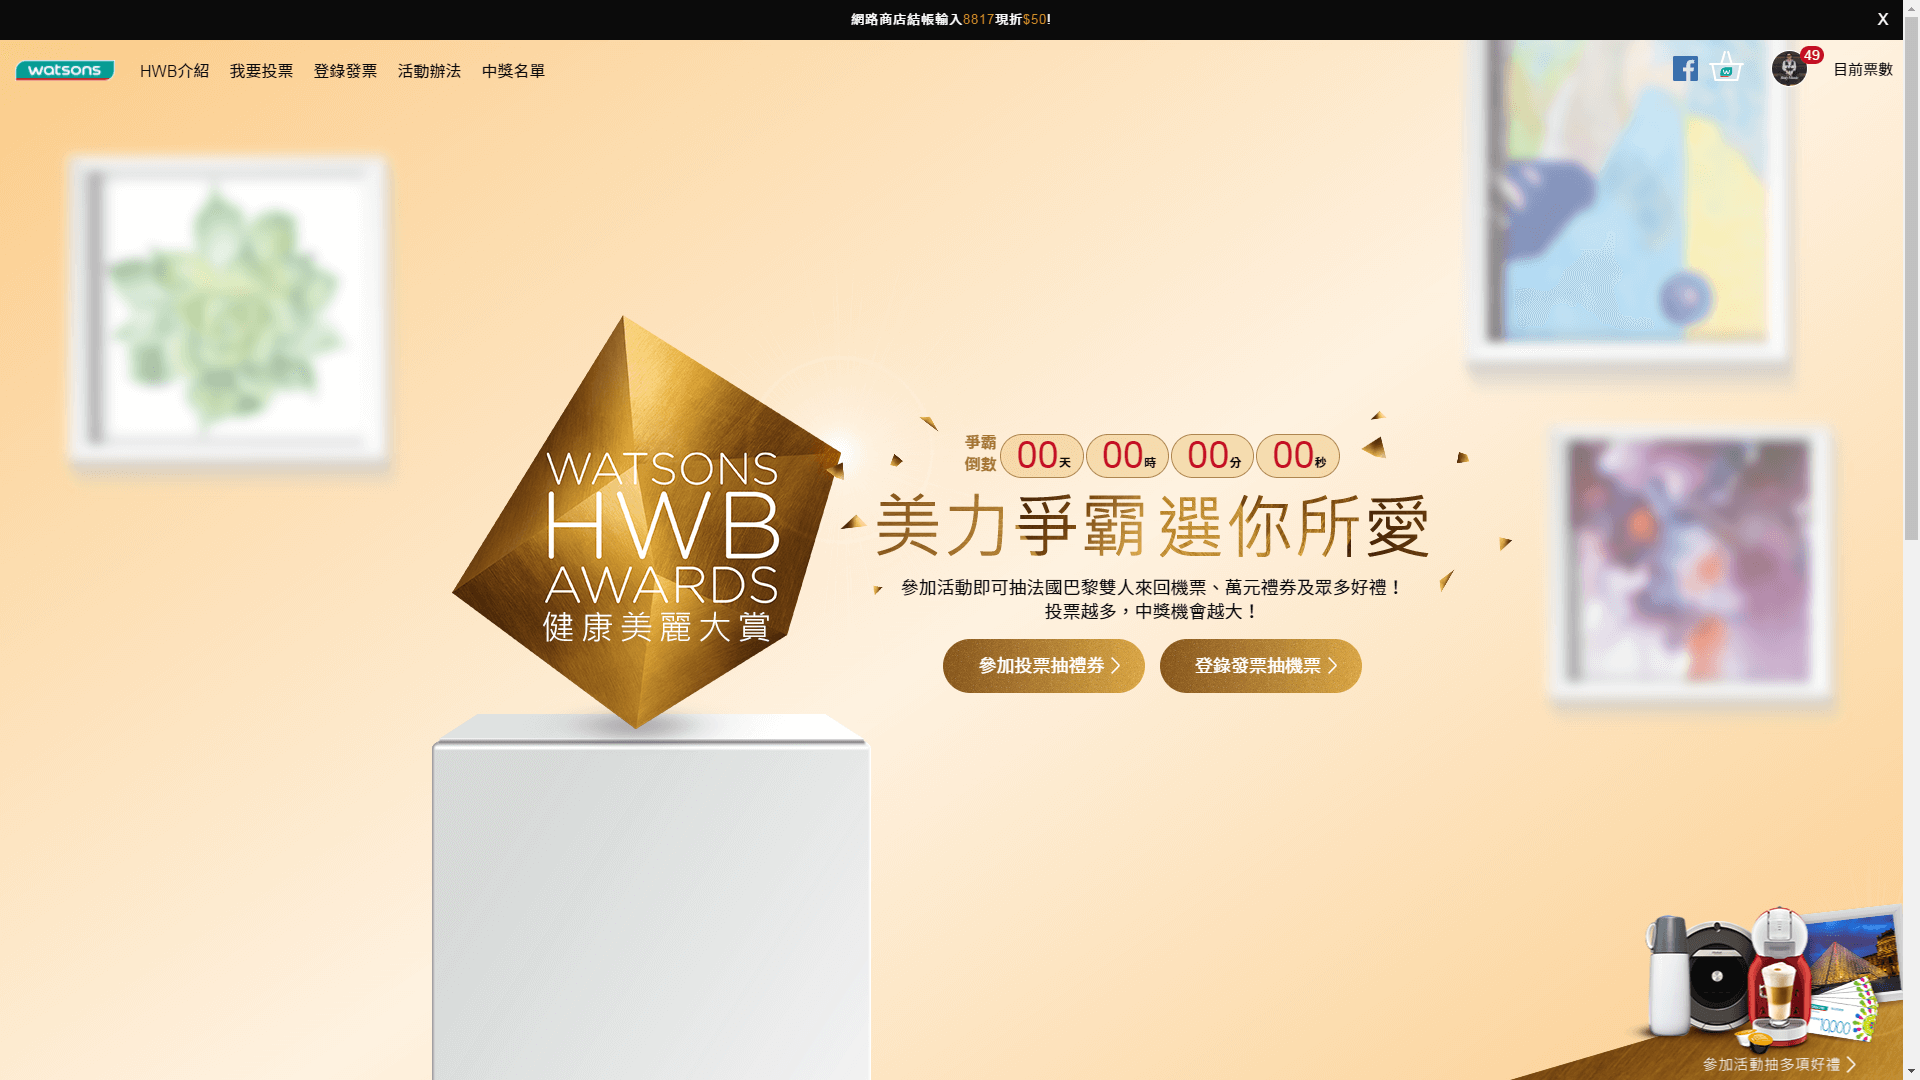 網路商店結帳輸入8817現折$50!
X
watsons
HWB介紹
我要投票
登錄發票
活動辦法
中獎名單
49
目前票數
WATSONS
HWB
AWARDS
健康美麗大賞
爭霸
倒數
00天 00時 00分 00秒
美力爭霸選你所愛
參加活動即可抽法國巴黎雙人來回機票、萬元禮券及眾多好禮！
投票越多，中獎機會越大！
參加投票抽禮券
登錄發票抽機票
10,000
參加活動抽多項好禮